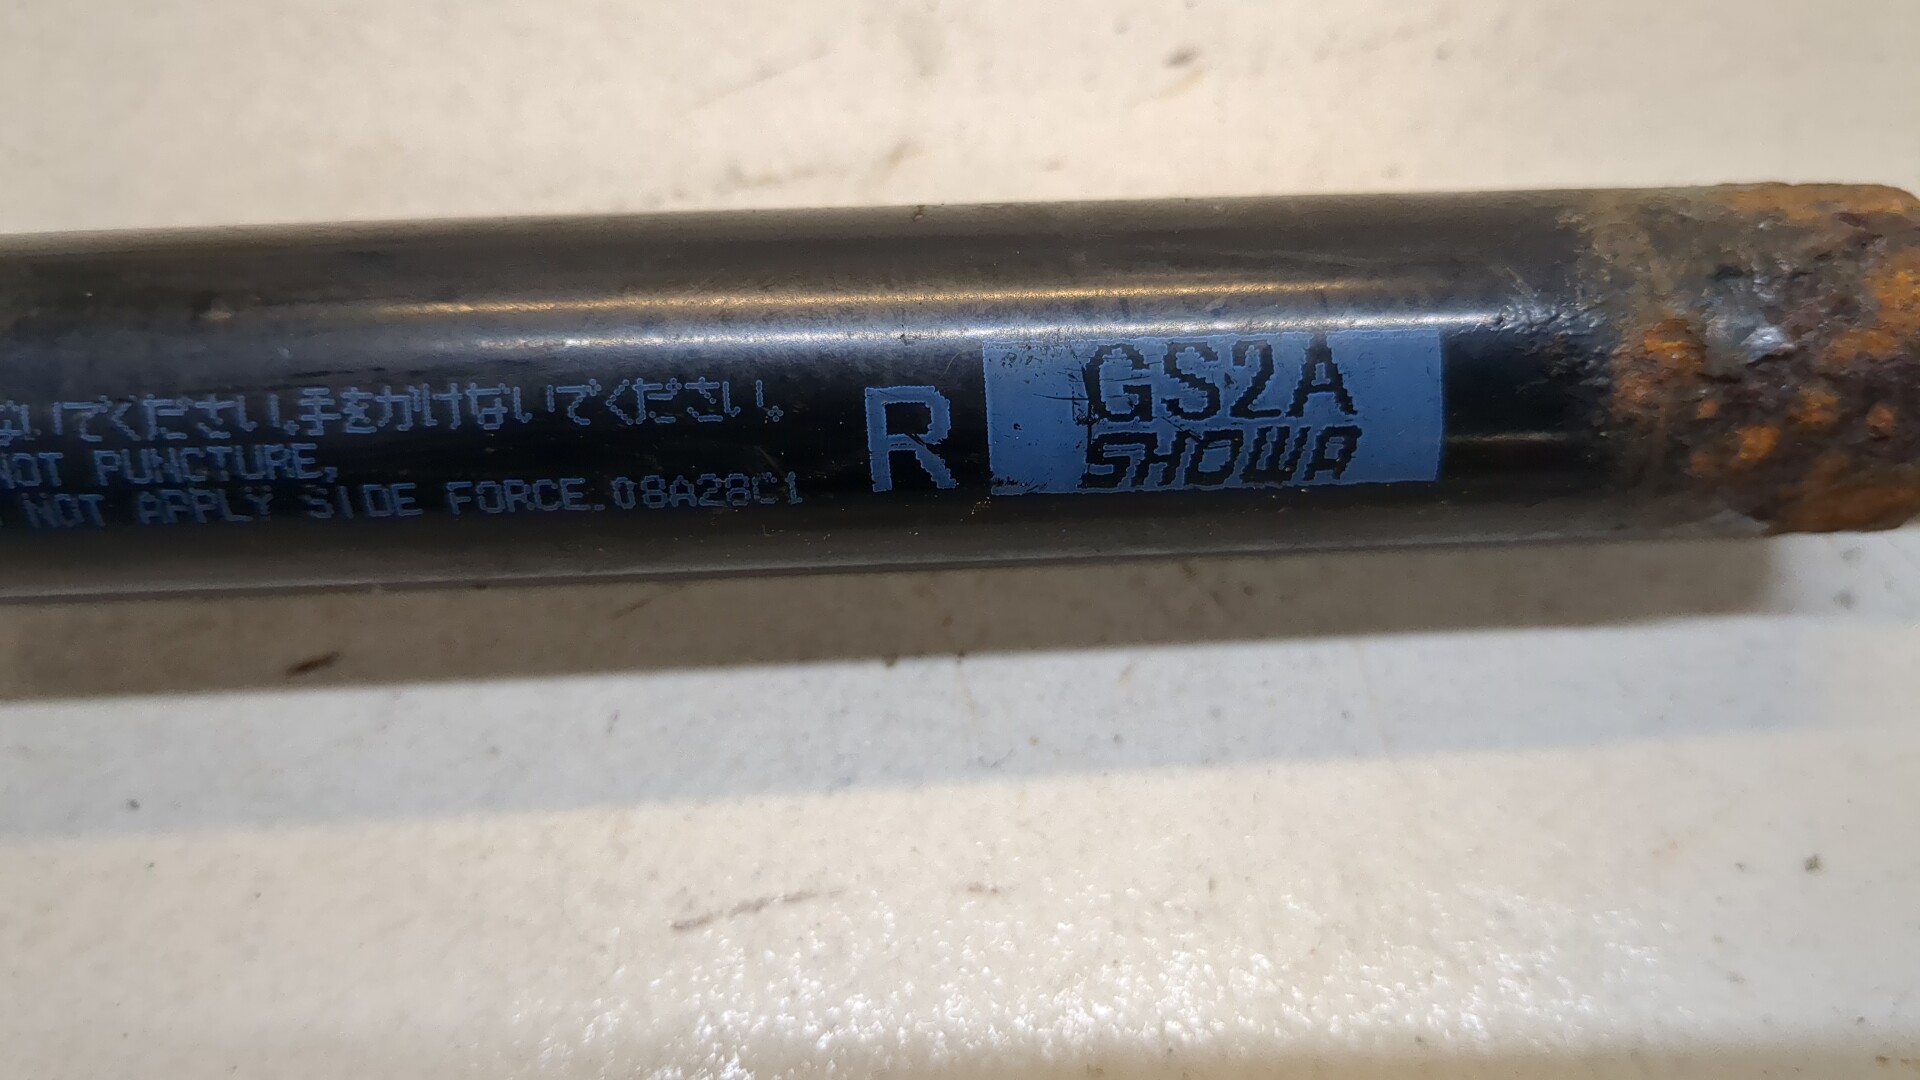 ないでください.手をかけないでください.
NOT PUNCTURE,
NOT APPLY SIDE FORCE.08A28C1
R
GS2A
SHOWA